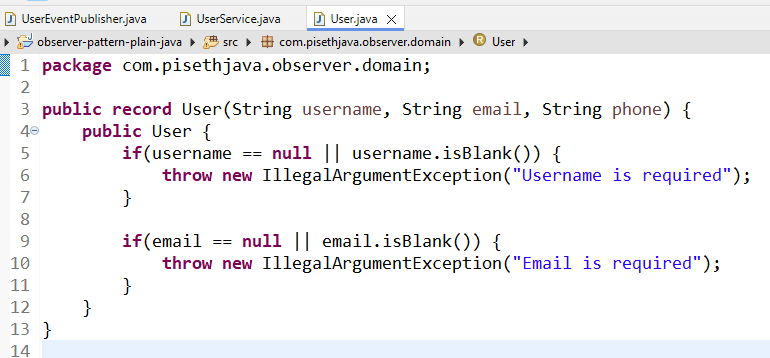 UserEventPublisher.java UserService.java User.java
observer-pattern-plain-java src com.pisethjava.observer.domain User
1 package com.pisethjava.observer.domain;
2
3 public record User(String username, String email, String phone) {
4     public User {
5         if(username == null || username.isBlank()) {
6             throw new IllegalArgumentException("Username is required");
7         }
8
9         if(email == null || email.isBlank()) {
10             throw new IllegalArgumentException("Email is required");
11         }
12     }
13 }
14